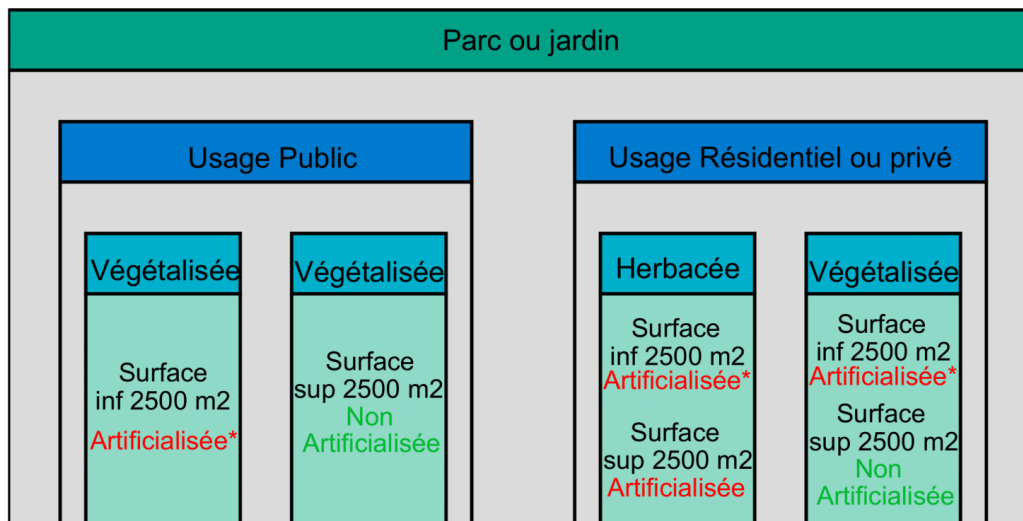 Parc ou jardin
Usage Public
Végétalisée
Surface
inf 2500 m2
Artificialisée*
Végétalisée
Surface
sup 2500 m2
Non
Artificialisée
Usage Résidentiel ou privé
Herbacée
Surface
inf 2500 m2
Artificialisée*
Surface
sup 2500 m2
Artificialisée
Végétalisée
Surface
inf 2500 m2
Artificialisée*
Surface
sup 2500 m2
Non
Artificialisée